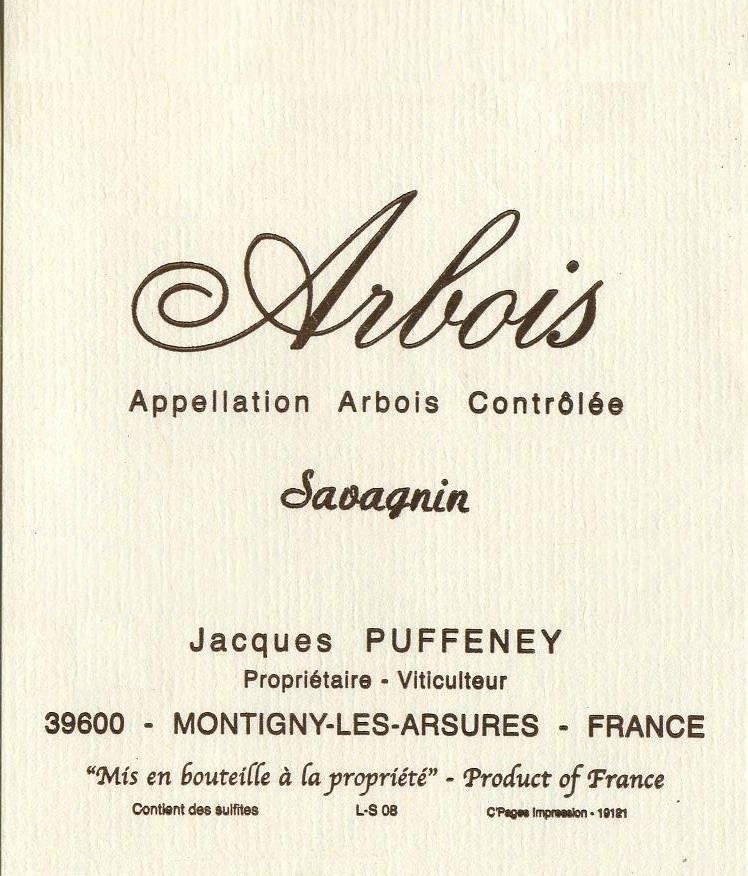 Arbois
Appellation Arbois Contrôlée
Savagnin
Jacques PUFFENEY
Propriétaire - Viticulteur
39600 - MONTIGNY-LES-ARSURES - FRANCE
“Mis en bouteille à la propriété” - Product of France
Contient des sulfites L-S 08 C'Pages Impression - 19121